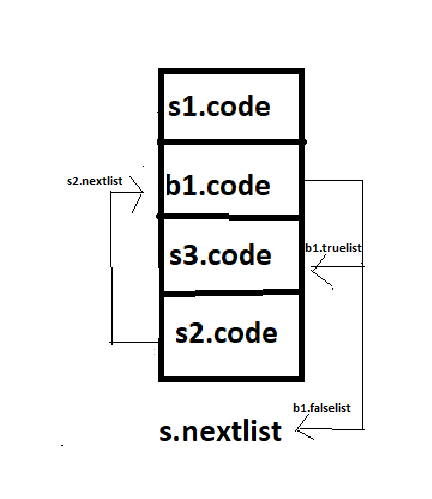 s1.code
s2.nextlist
b1.code
s3.code
b1.truelist
s2.code
b1.falselist
s.nextlist